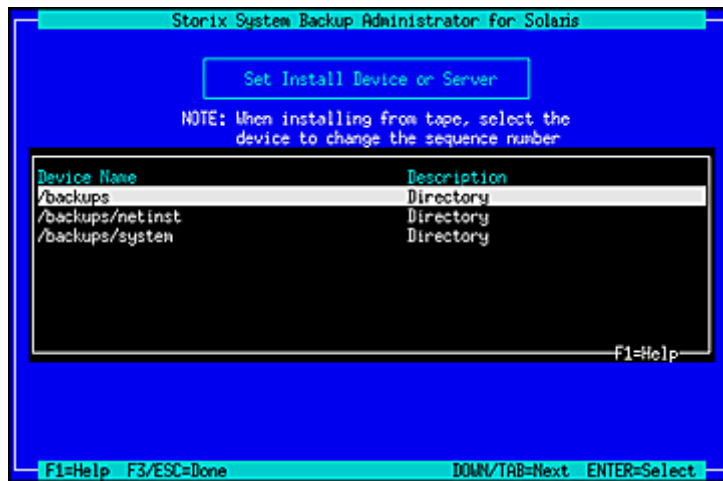 Storix System Backup Administrator for Solaris
Set Install Device or Server
NOTE: When installing from tape, select the
device to change the sequence number
Device Name Description
/backups Directory
/backups/netinst Directory
/backups/system Directory
F1=Help
F1=Help F3/ESC=Done DOWN/TAB=Next ENTER=Select